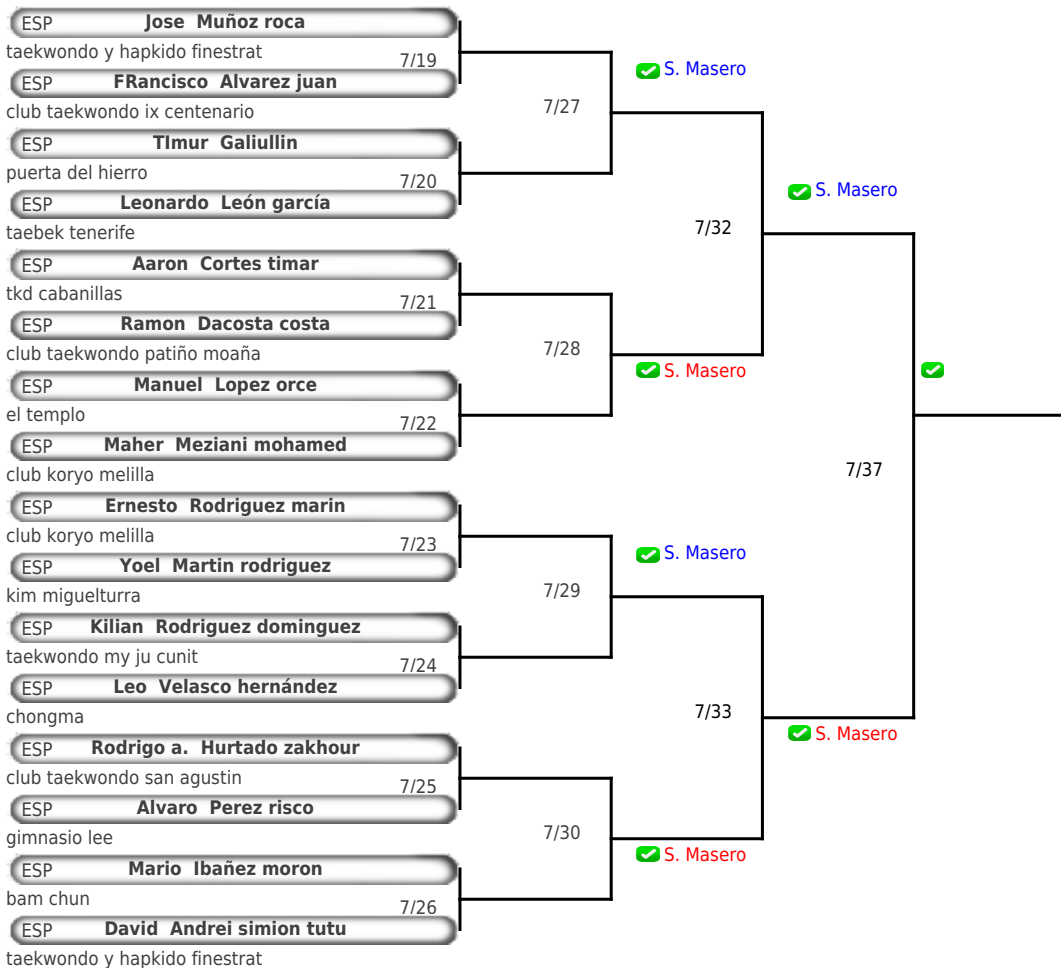 ESP Jose Muñoz roca
taekwondo y hapkido finestrat
7/19
ESP FRancisco Alvarez juan
club taekwondo ix centenario
ESP TImur Galiullin
puerta del hierro
7/20
ESP Leonardo León garcía
taebek tenerife
ESP Aaron Cortes timar
tkd cabanillas
7/21
ESP Ramon Dacosta costa
club taekwondo patiño moaña
ESP Manuel Lopez orce
el templo
7/22
ESP Maher Meziani mohamed
club koryo melilla
ESP Ernesto Rodriguez marin
club koryo melilla
7/23
ESP Yoel Martin rodriguez
kim miguelturra
ESP Kilian Rodriguez dominguez
taekwondo my ju cunit
7/24
ESP Leo Velasco hernández
chongma
ESP Rodrigo a. Hurtado zakhour
club taekwondo san agustin
7/25
ESP Alvaro Perez risco
gimnasio lee
ESP Mario Ibañez moron
bam chun
7/26
ESP David Andrei simion tutu
taekwondo y hapkido finestrat
7/27
7/28
7/29
7/30
S. Masero
S. Masero
S. Masero
S. Masero
7/32
7/33
S. Masero
S. Masero
7/37